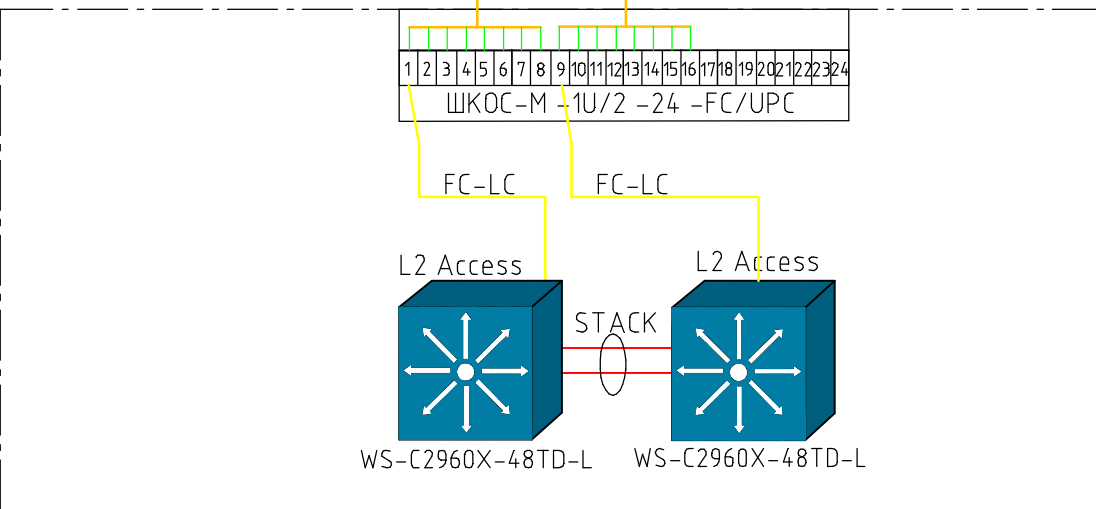 1 2 3 4 5 6 7 8 9 10 11 12 13 14 15 16 17 18 19 20 21 22 23 24
ШКОС-М -1U/2 -24 -FC/UPC
FC-LC FC-LC
L2 Access L2 Access
STACK
WS-C2960X-48TD-L WS-C2960X-48TD-L